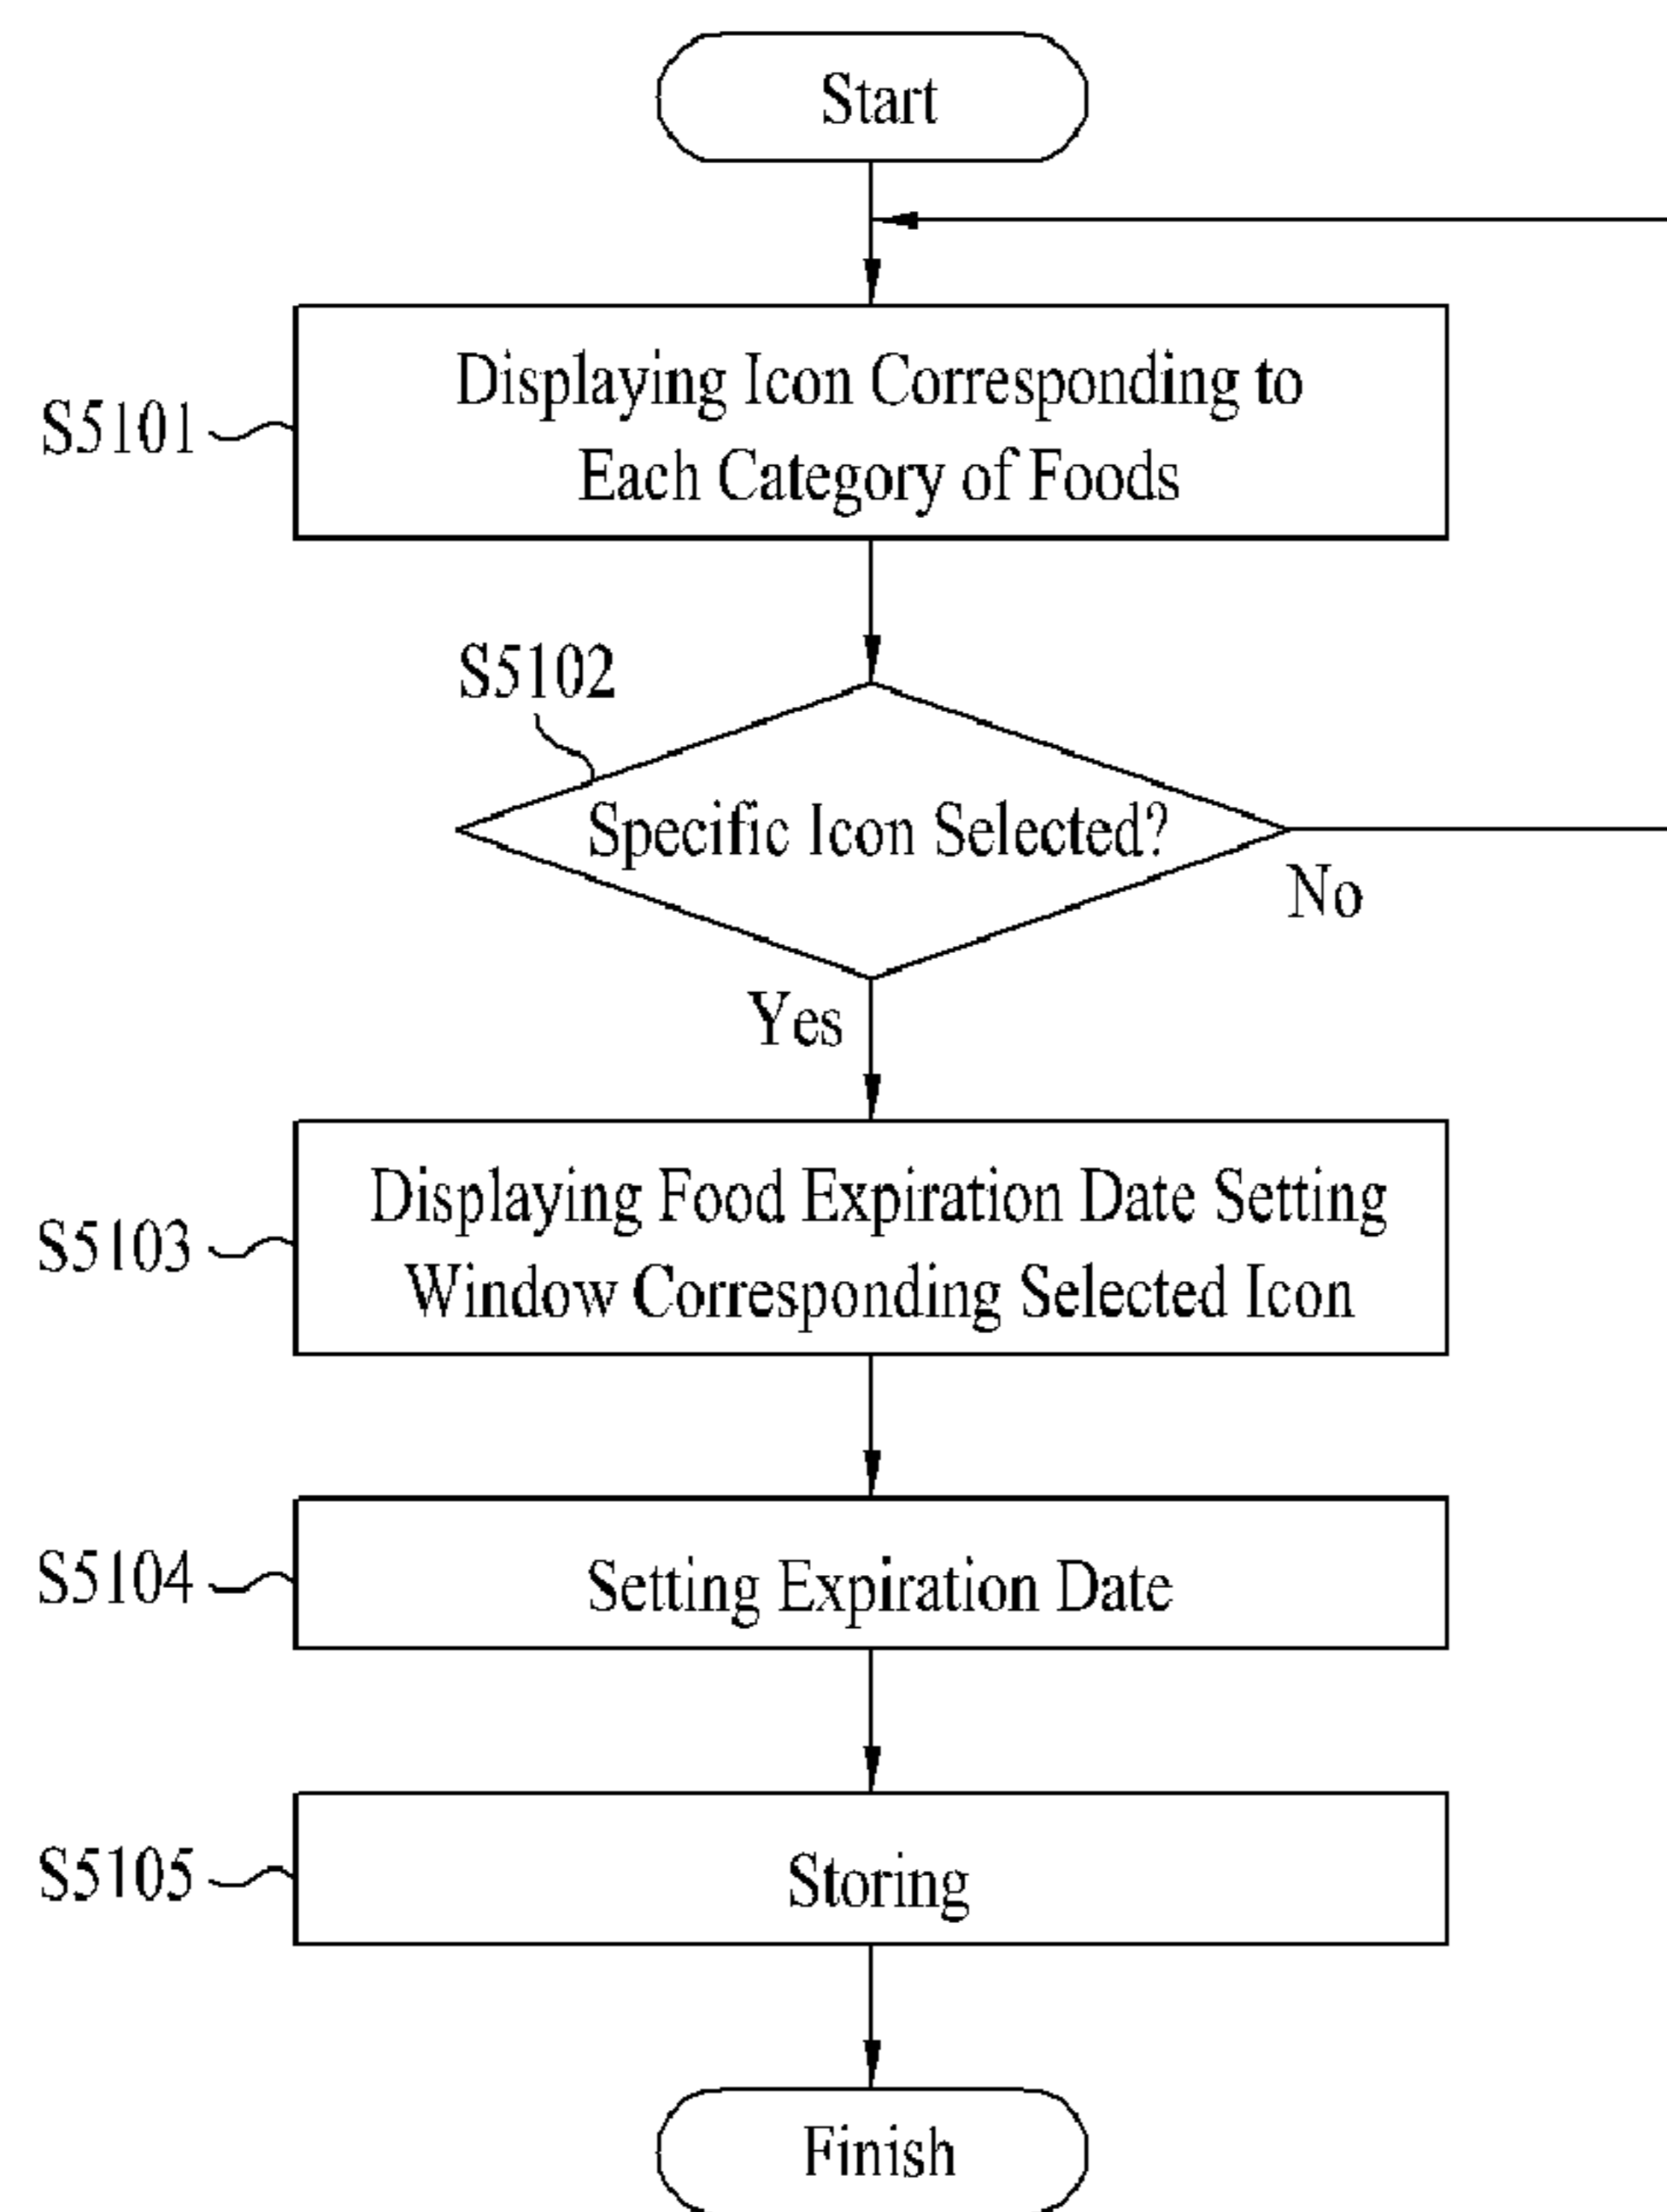 Start
S5101
Displaying Icon Corresponding to
Each Category of Foods
S5102
Specific Icon Selected?
No
Yes
S5103
Displaying Food Expiration Date Setting
Window Corresponding Selected Icon
S5104
Setting Expiration Date
S5105
Storing
Finish